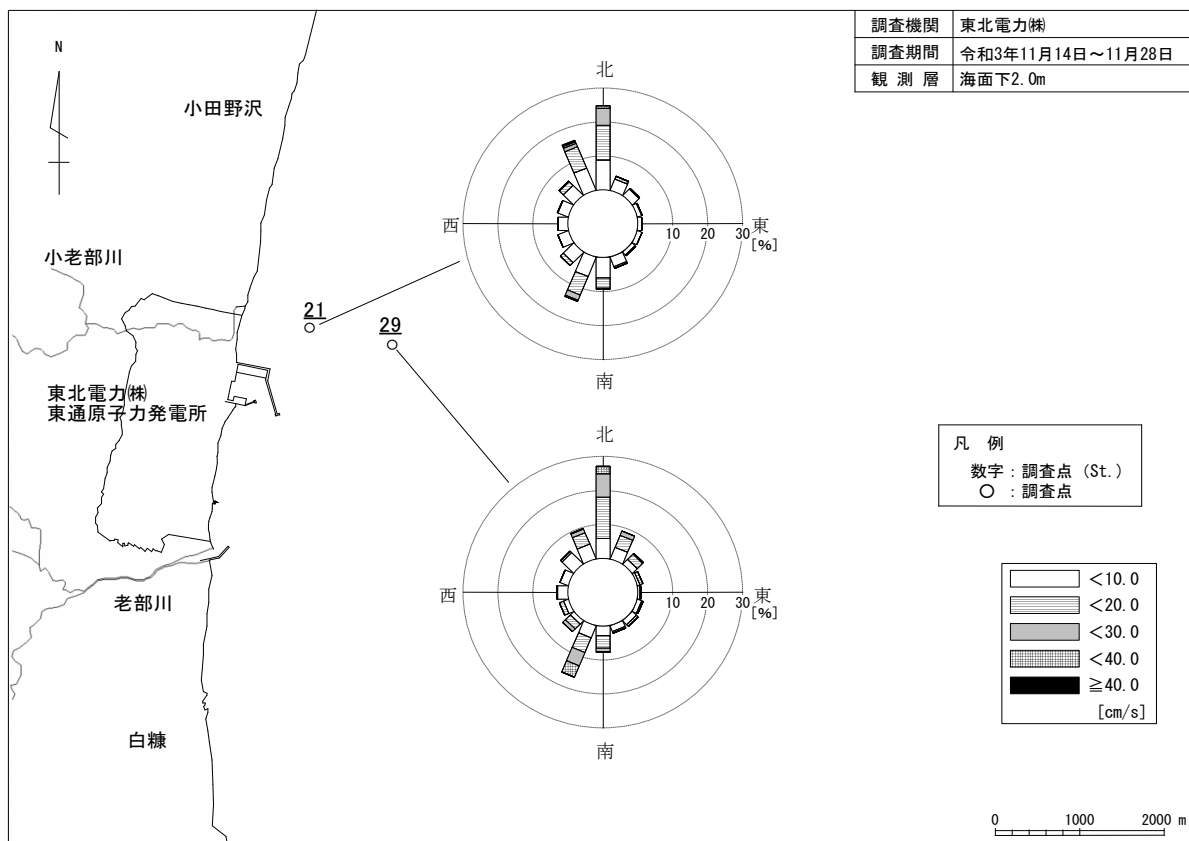 調査機関 東北電力㈱
調査期間 令和3年11月14日～11月28日
観測層 海面下2.0m
N
小田野沢
小老部川
東北電力㈱
東通原子力発電所
老部川
白糠
21
29
北
西
東
10 20 30
[%]
南
北
西
東
10 20 30
[%]
南
凡例
数字：調査点（St.）
○：調査点
<10.0
<20.0
<30.0
<40.0
≧40.0
[cm/s]
0 1000 2000 m